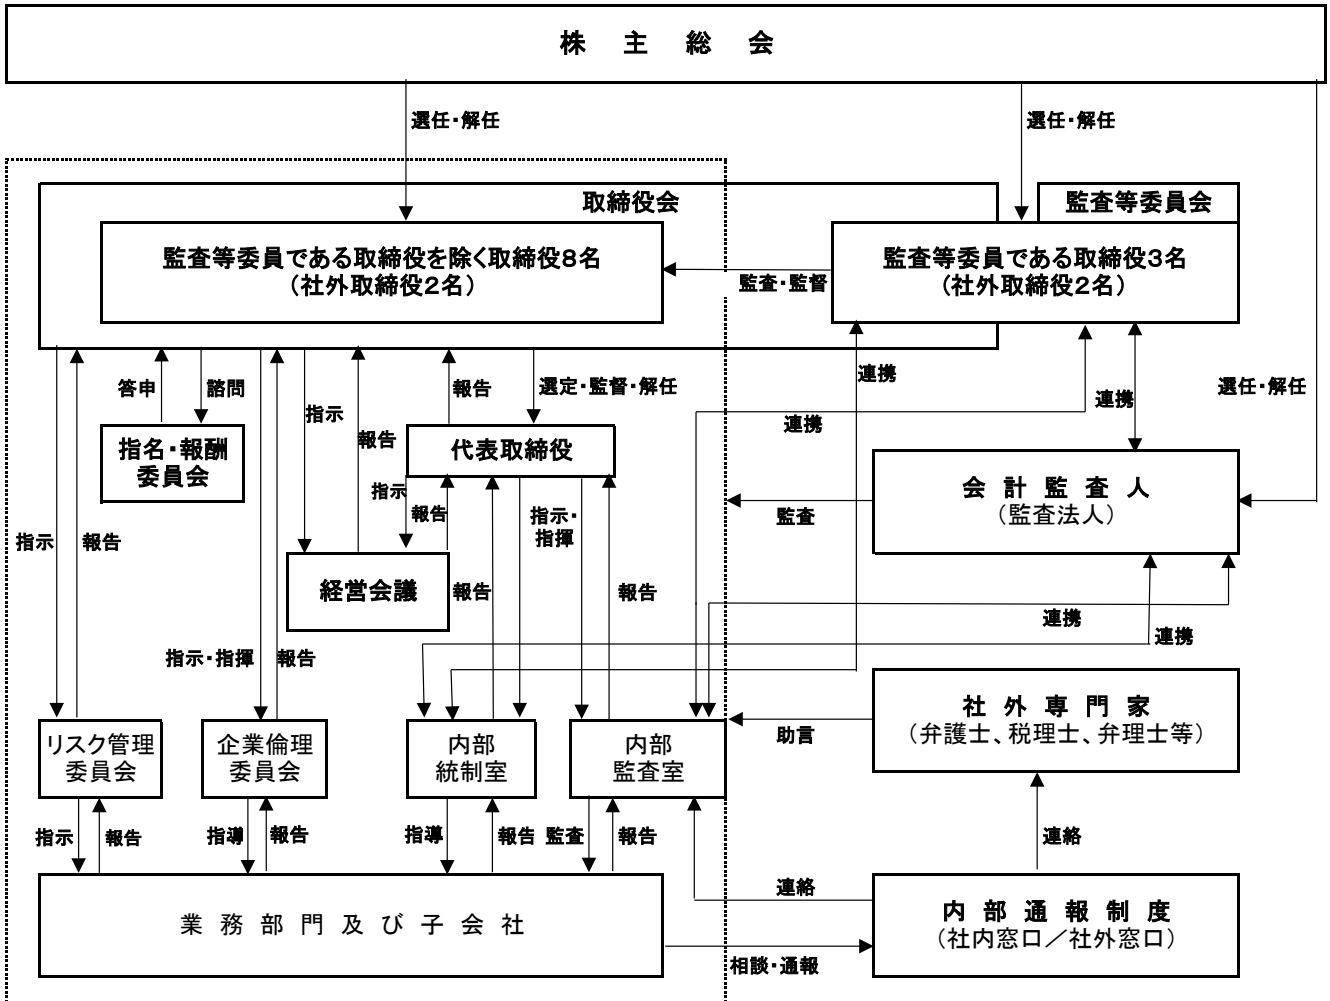 株　主　総　会
選任・解任
選任・解任
取締役会
監査等委員会
監査等委員である取締役を除く取締役８名
（社外取締役２名）
監査・監督
監査等委員である取締役３名
（社外取締役２名）
答申
諮問
指示
報告
報告
選定・監督・解任
連携
連携
連携
選任・解任
指名・報酬
委員会
代表取締役
指示
報告
指示・
指揮
監査
会　計　監　査　人
（監査法人）
指示
報告
経営会議
報告
報告
連携
連携
指示・指揮
報告
社　外　専　門　家
（弁護士、税理士、弁理士等）
助言
リスク管理
委員会
企業倫理
委員会
内部
統制室
内部
監査室
指示
報告
指導
報告
指導
報告
監査
報告
連絡
連絡
業　務　部　門　及　び　子　会　社
内　部　通　報　制　度
（社内窓口／社外窓口）
相談・通報